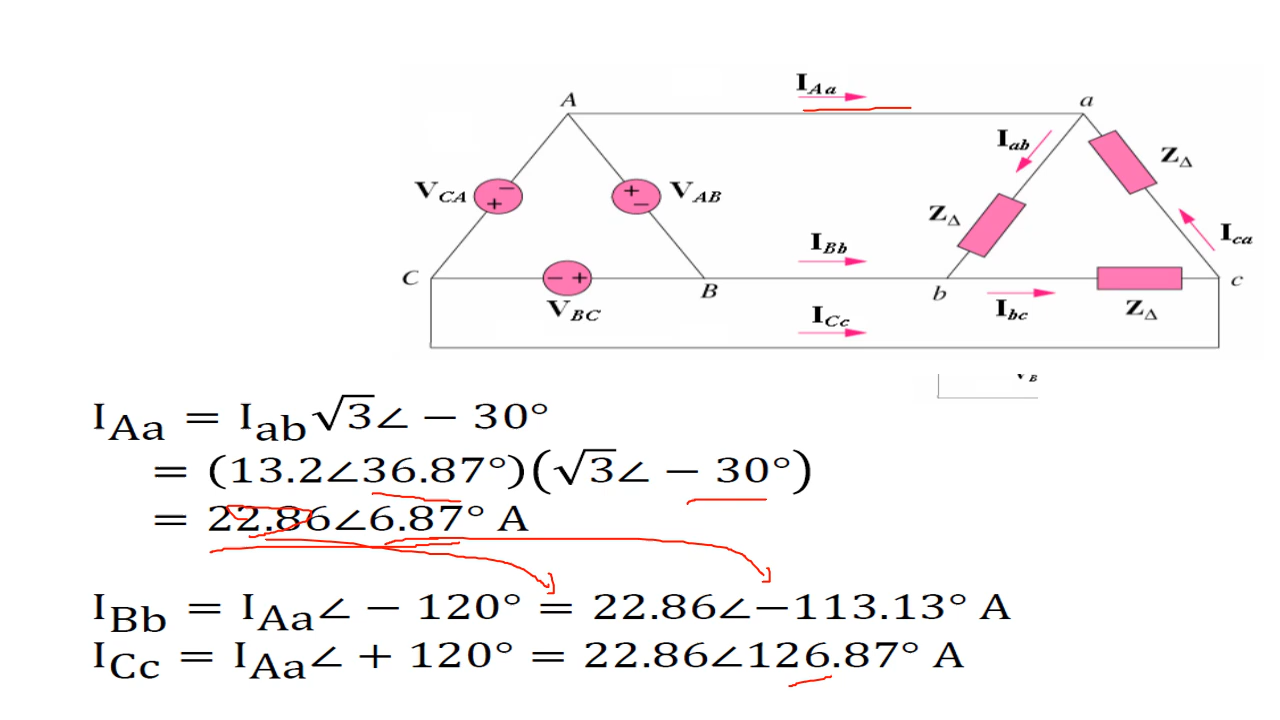 I_Aa
A
a
I_ab
Z_Δ
V_CA
−
+
+
−
V_AB
Z_Δ
I_Bb
I_ca
C
− +
B
b
c
V_BC
I_Cc
I_bc
Z_Δ
V_B
I_Aa = I_ab √3∠ − 30°
= (13.2∠36.87°)(√3∠ − 30°)
= 22.86∠6.87° A
I_Bb = I_Aa∠ − 120° = 22.86∠−113.13° A
I_Cc = I_Aa∠ + 120° = 22.86∠126.87° A